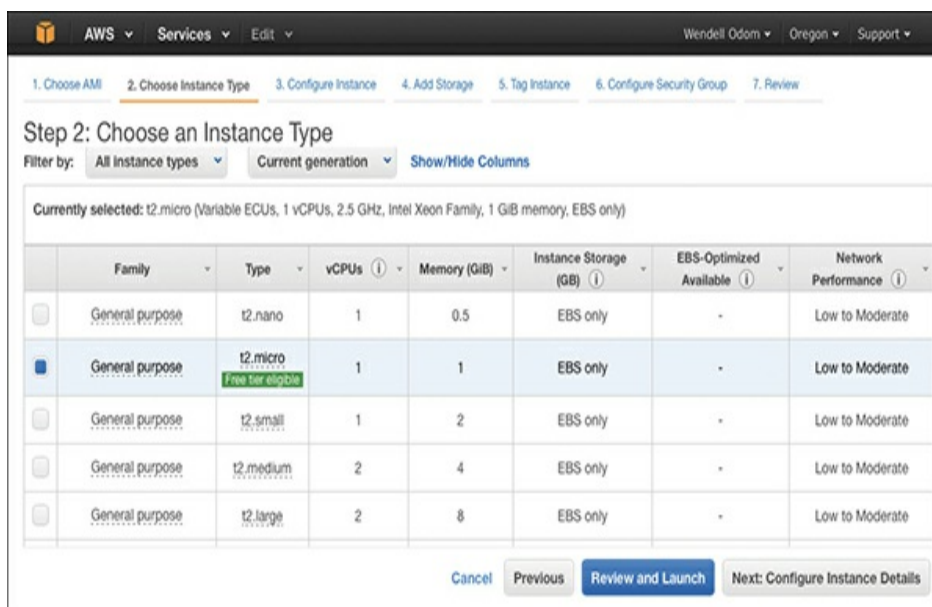 AWS Services Edit Wendell Odom Oregon Support
1. Choose AMI 2. Choose Instance Type 3. Configure Instance 4. Add Storage 5. Tag Instance 6. Configure Security Group 7. Review
Step 2: Choose an Instance Type
Filter by: All instance types Current generation Show/Hide Columns
Currently selected: t2.micro (Variable ECUs, 1 vCPUs, 2.5 GHz, Intel Xeon Family, 1 GiB memory, EBS only)
Family Type vCPUs i Memory (GiB) Instance Storage (GB) i EBS-Optimized Available i Network Performance i
General purpose t2.nano 1 0.5 EBS only - Low to Moderate
General purpose t2.micro Free tier eligible 1 1 EBS only - Low to Moderate
General purpose t2.small 1 2 EBS only - Low to Moderate
General purpose t2.medium 2 4 EBS only - Low to Moderate
General purpose t2.large 2 8 EBS only - Low to Moderate
Cancel Previous Review and Launch Next: Configure Instance Details